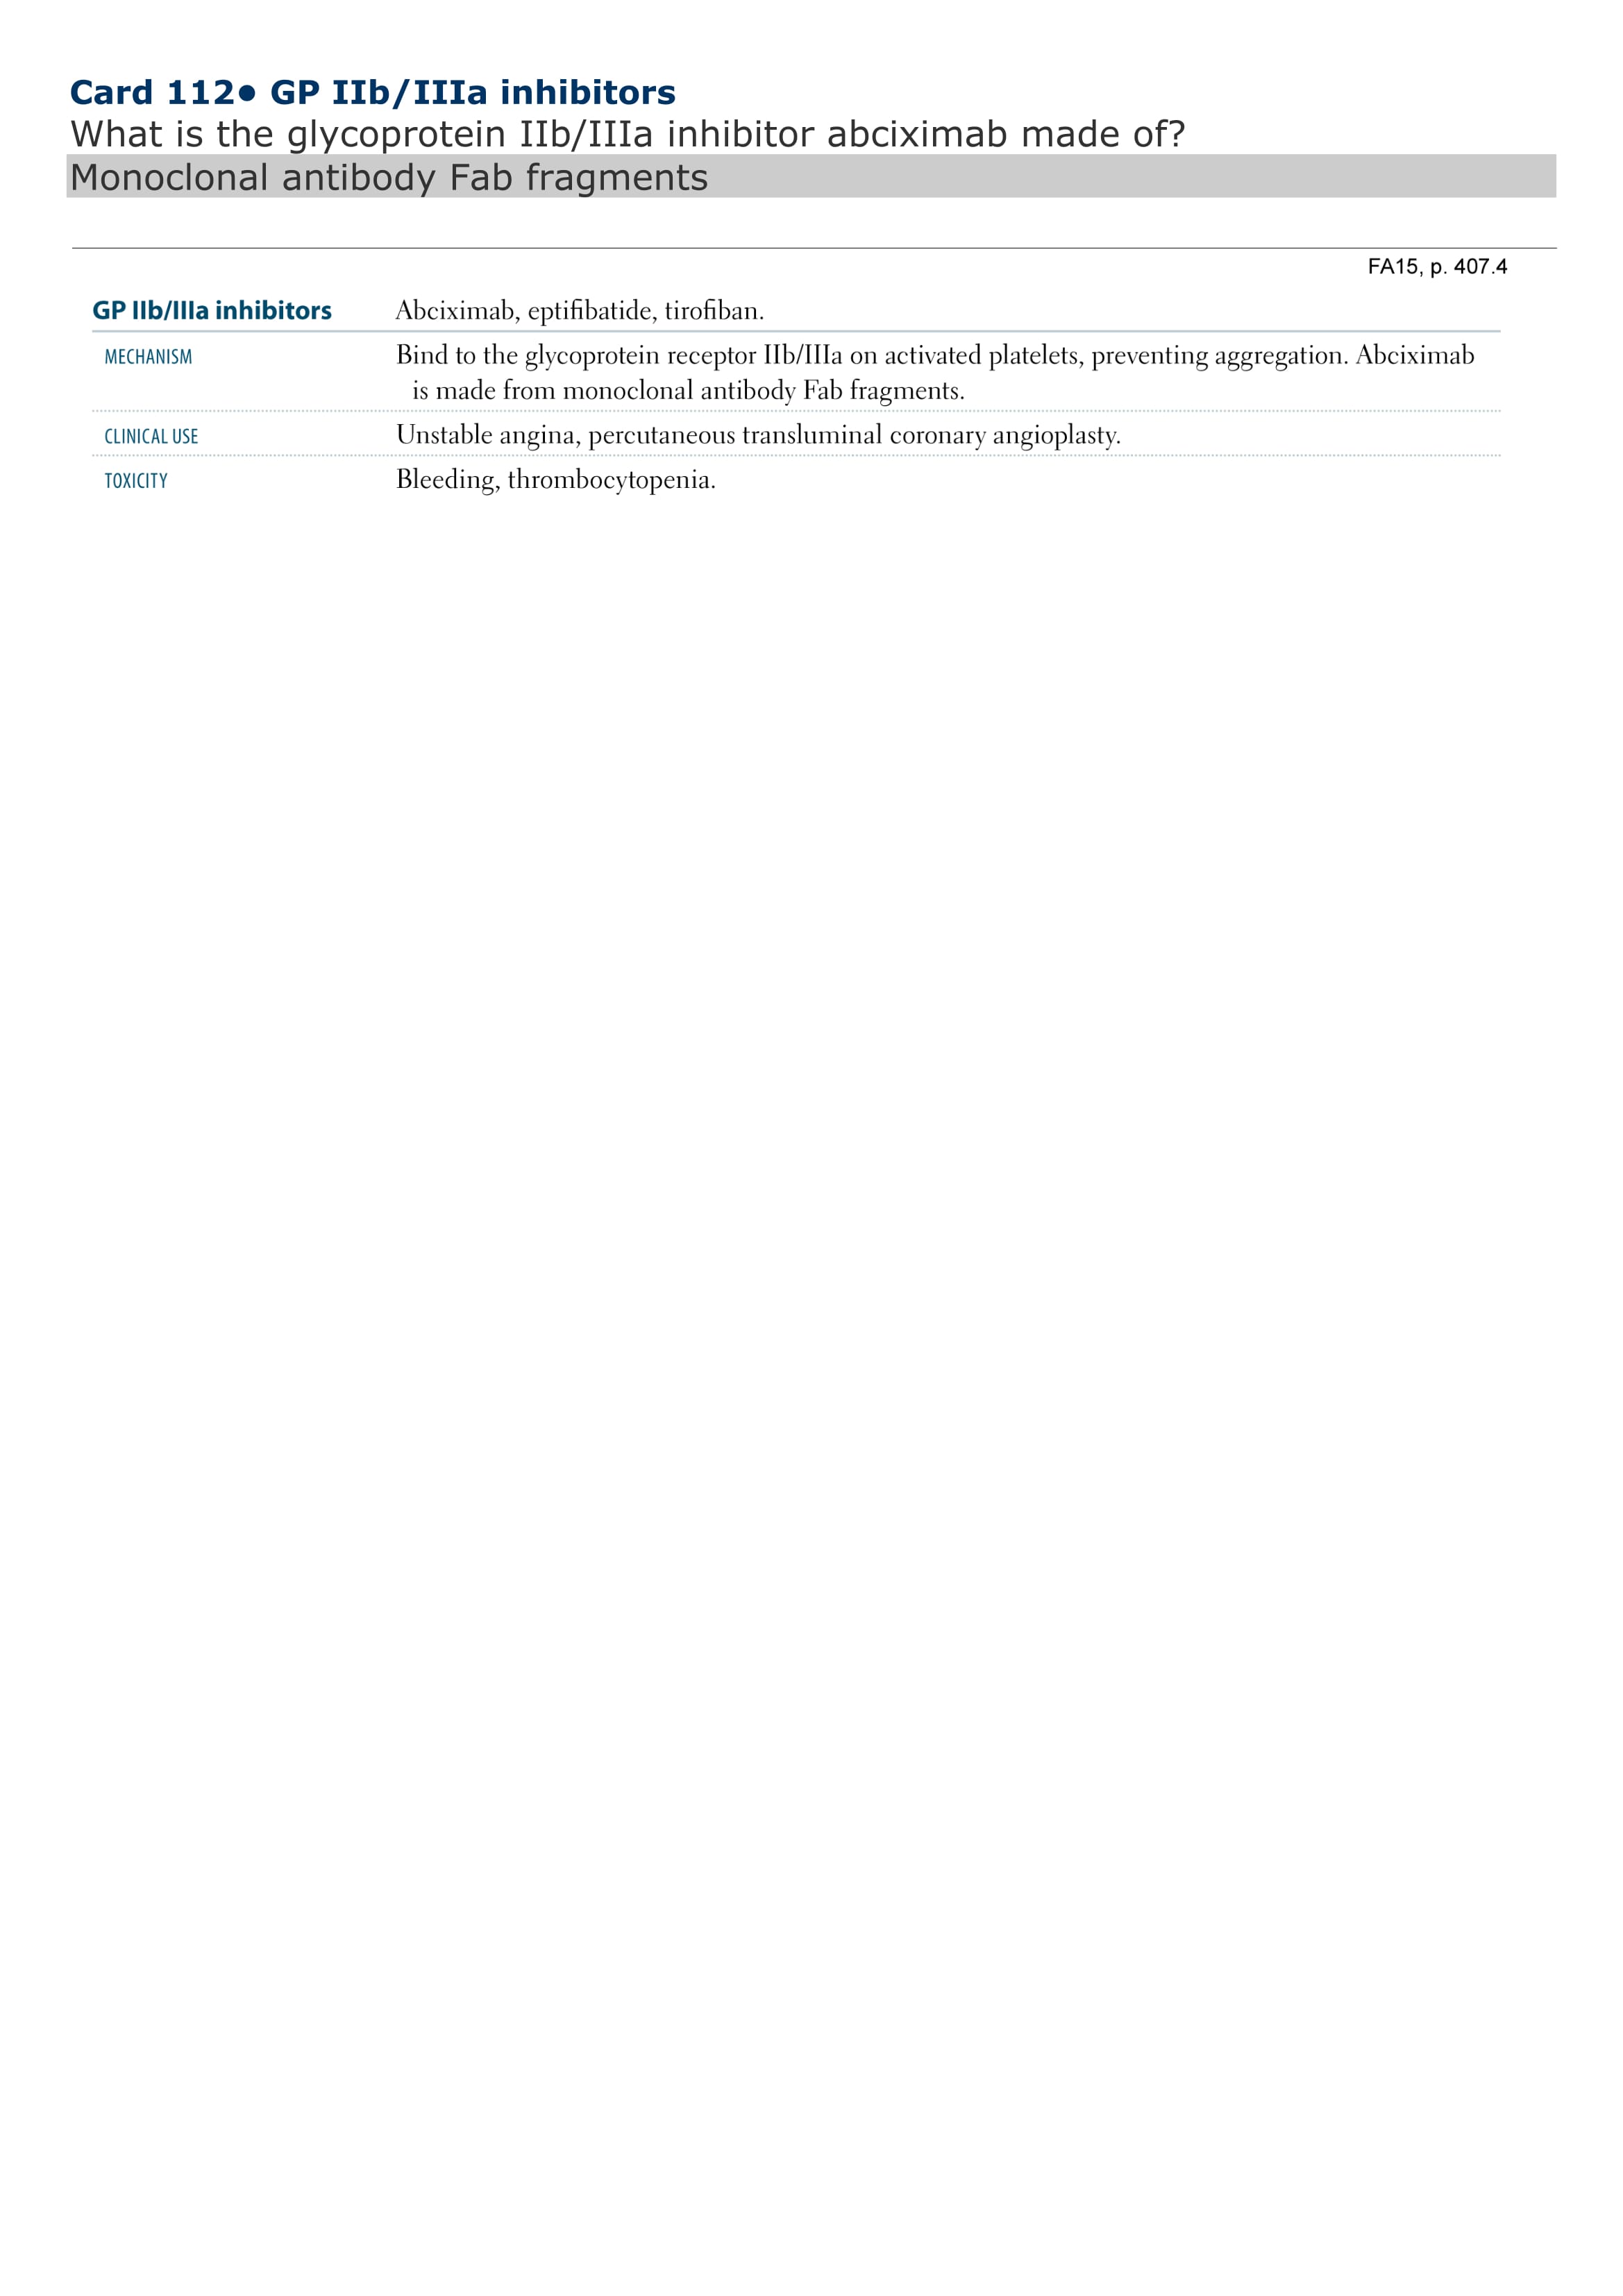 Card 112● GP IIb/IIIa inhibitors
What is the glycoprotein IIb/IIIa inhibitor abciximab made of?
Monoclonal antibody Fab fragments
FA15, p. 407.4
GP IIb/IIIa inhibitors Abciximab, eptifibatide, tirofiban.
MECHANISM Bind to the glycoprotein receptor IIb/IIIa on activated platelets, preventing aggregation. Abciximab
is made from monoclonal antibody Fab fragments.
CLINICAL USE Unstable angina, percutaneous transluminal coronary angioplasty.
TOXICITY Bleeding, thrombocytopenia.